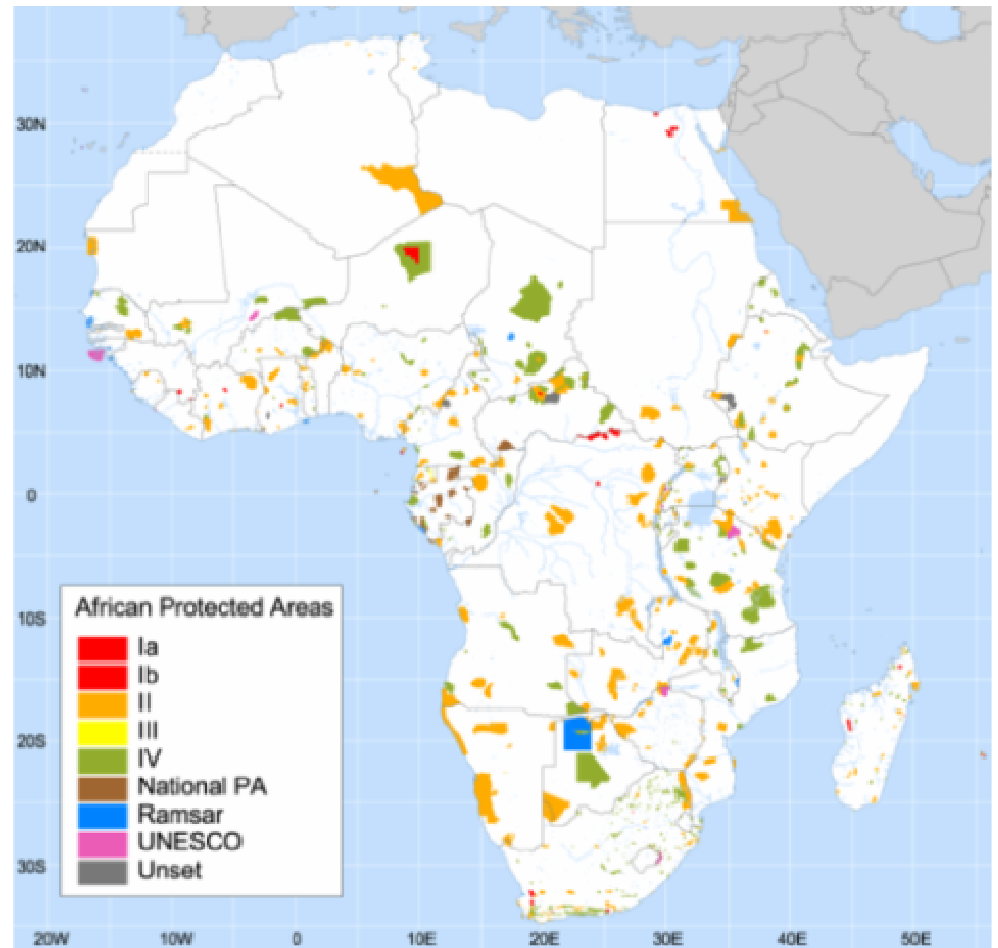 30N
20N
10N
0
African Protected Areas
10S
Ia
Ib
II
III
20S
IV
National PA
Ramsar
UNESCO
30S
Unset
20W 10W 0 10E 20E 30E 40E 50E